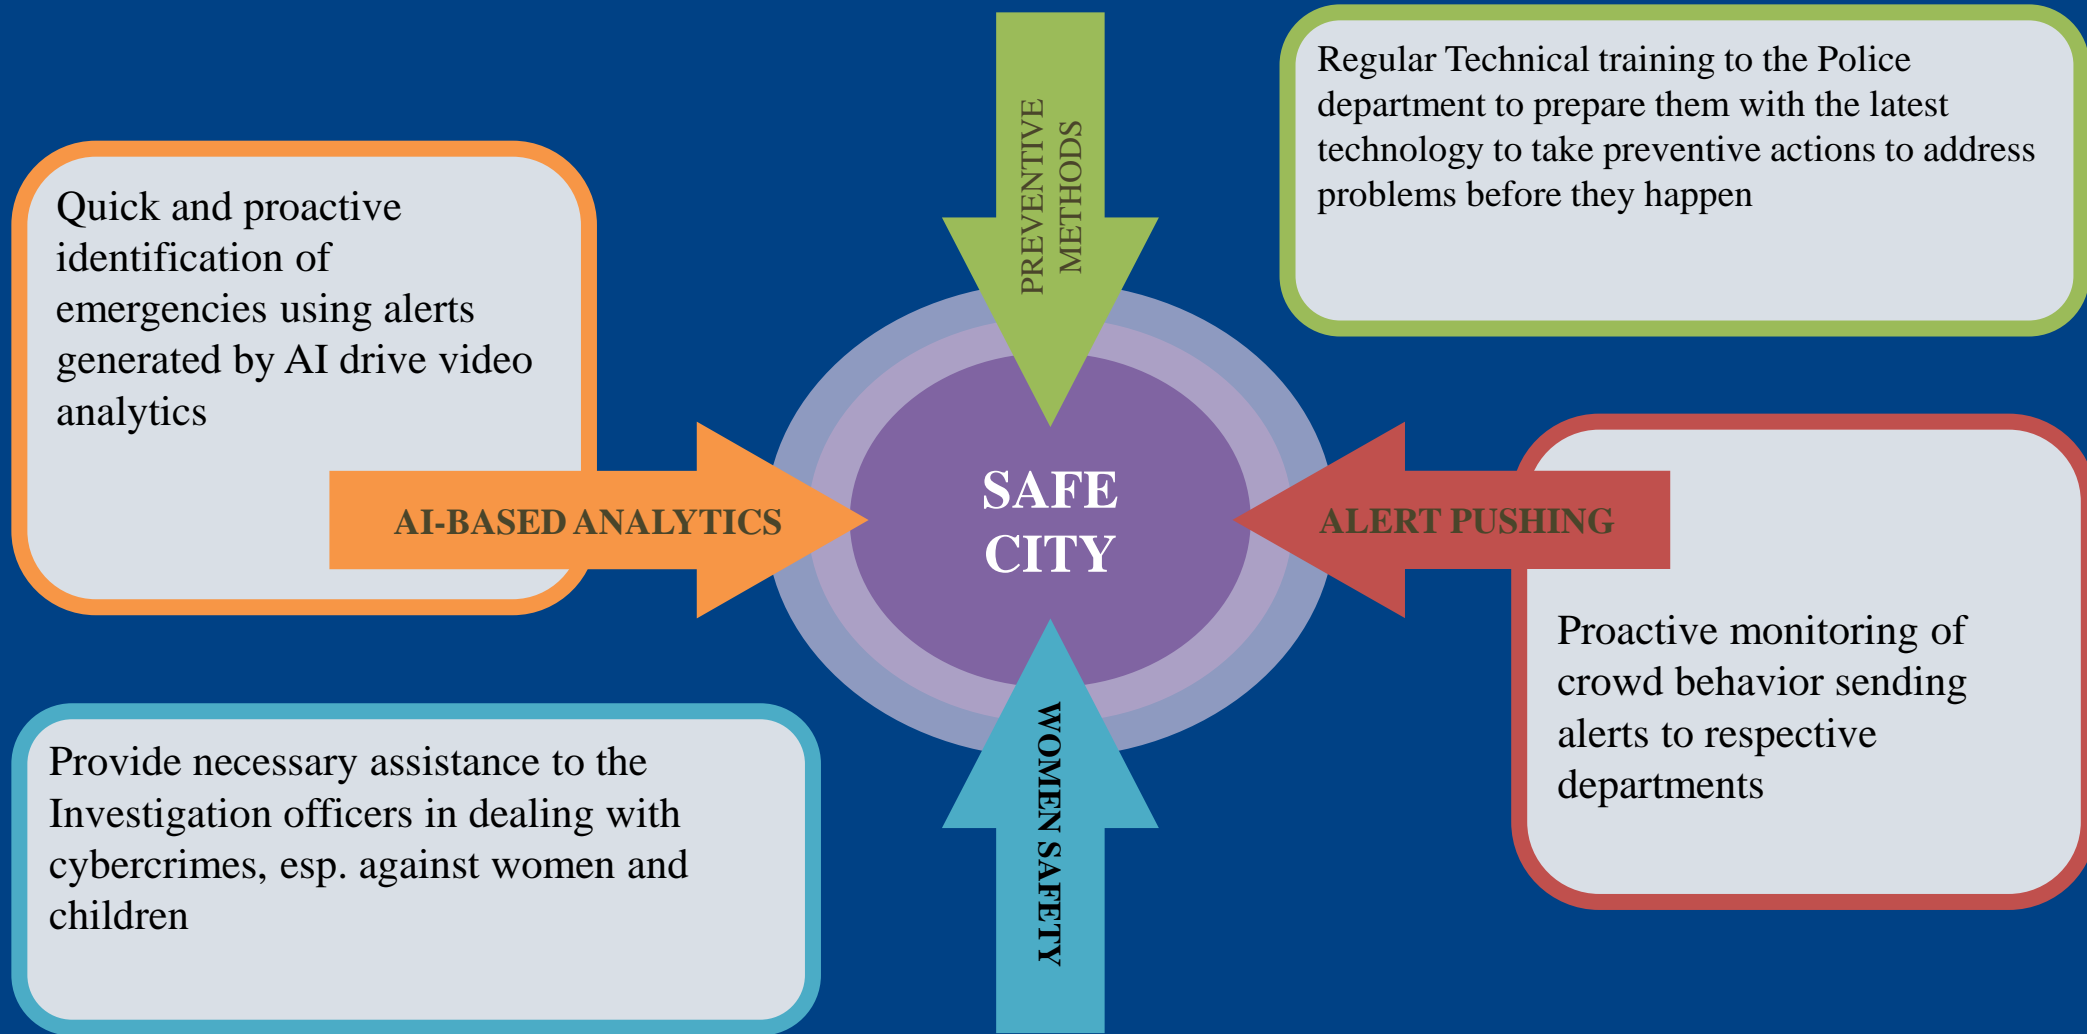 PREVENTIVE
METHODS
Regular Technical training to the Police
department to prepare them with the latest
technology to take preventive actions to address
problems before they happen
Quick and proactive
identification of
emergencies using alerts
generated by AI drive video
analytics
AI-BASED ANALYTICS
SAFE
CITY
ALERT PUSHING
Proactive monitoring of
crowd behavior sending
alerts to respective
departments
Provide necessary assistance to the
Investigation officers in dealing with
cybercrimes, esp. against women and
children
WOMEN SAFETY